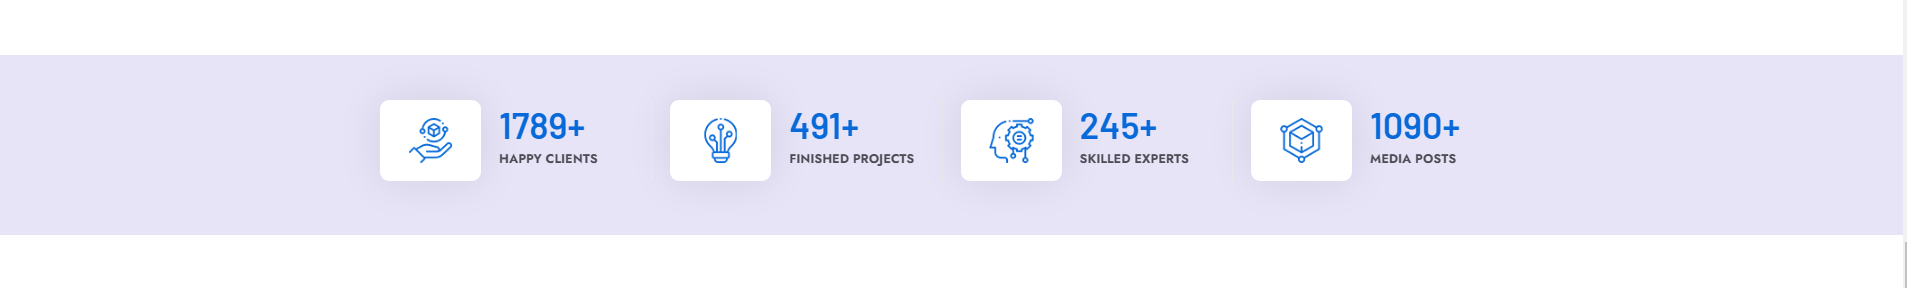 1789+
HAPPY CLIENTS
491+
FINISHED PROJECTS
245+
SKILLED EXPERTS
1090+
MEDIA POSTS